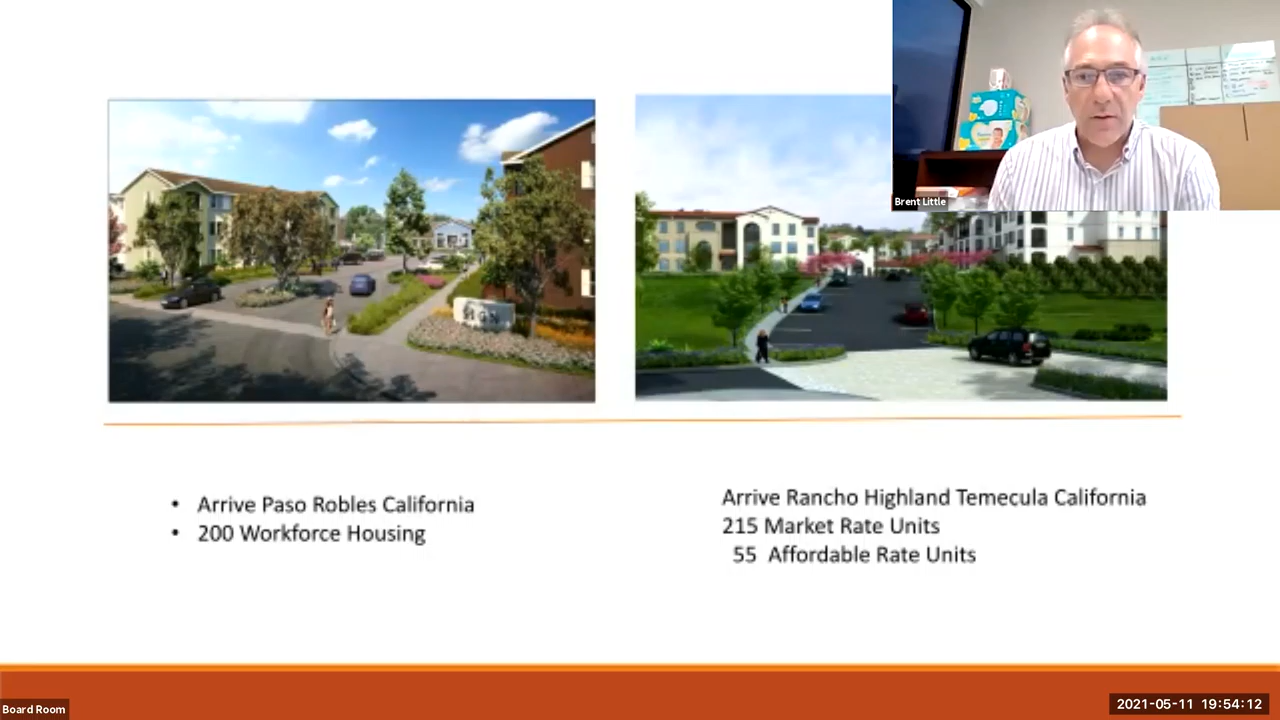 Brent Little
• Arrive Paso Robles California
• 200 Workforce Housing
Arrive Rancho Highland Temecula California
215 Market Rate Units
55 Affordable Rate Units
Board Room
2021-05-11 19:54:12